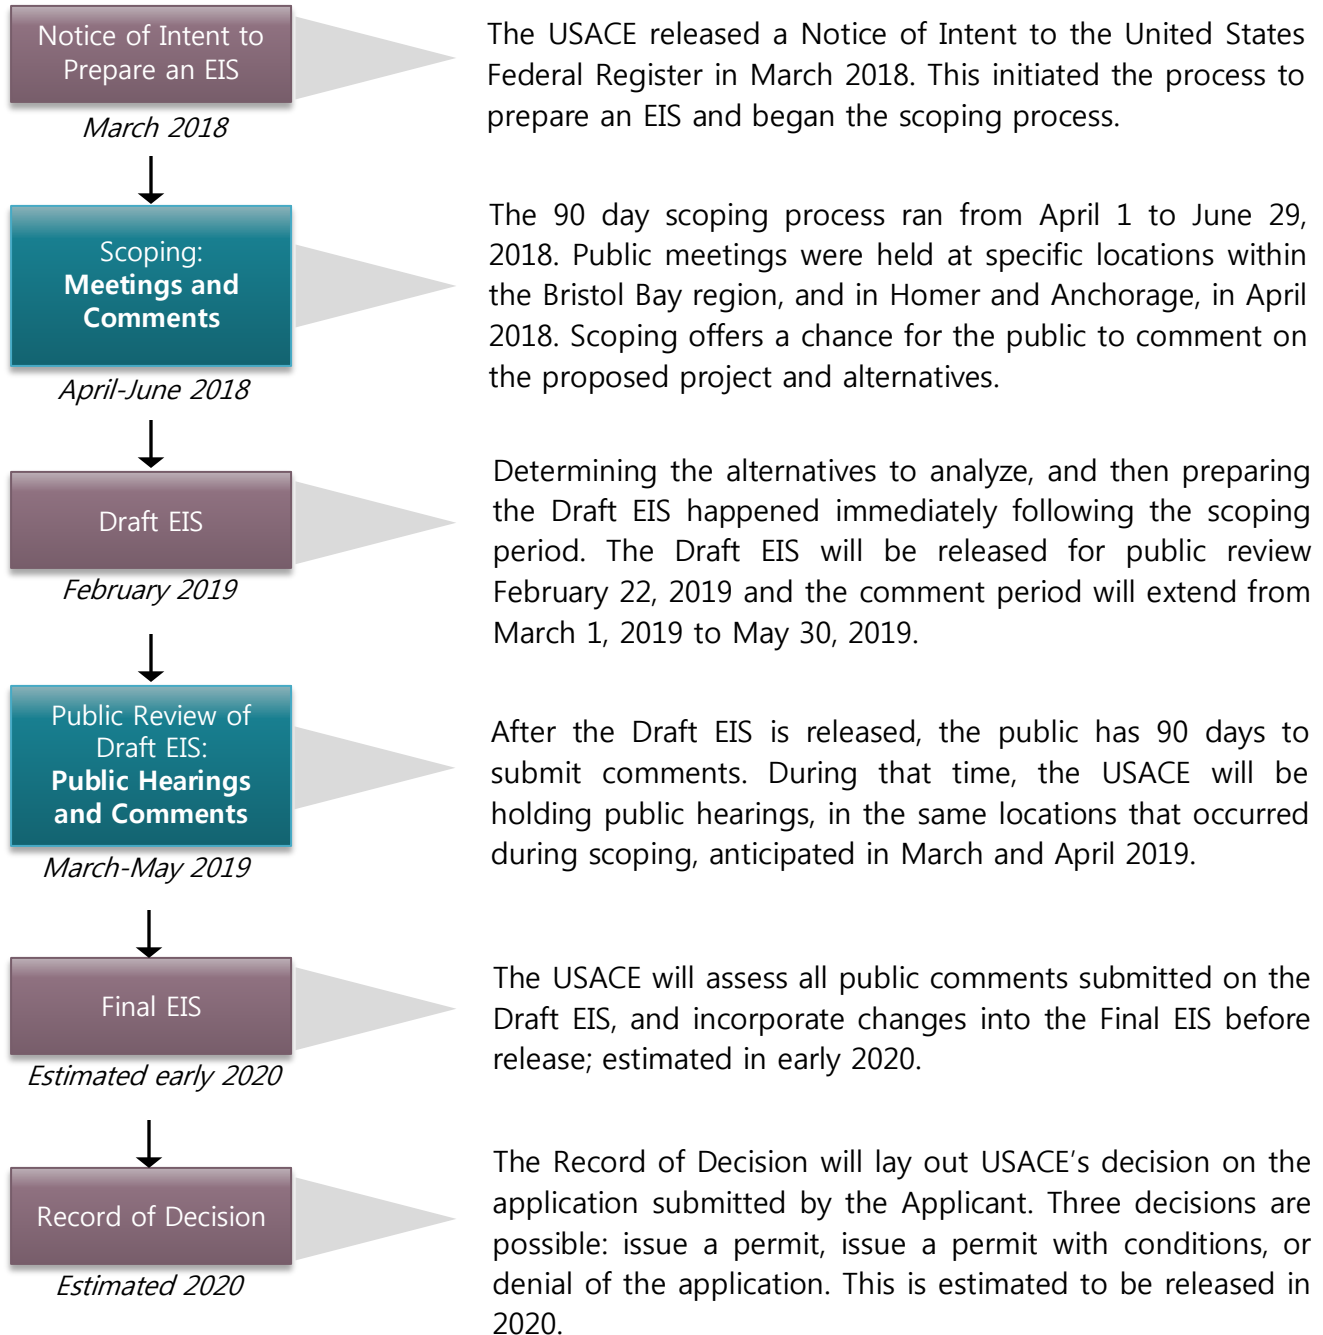 Notice of Intent to
Prepare an EIS
March 2018
The USACE released a Notice of Intent to the United States
Federal Register in March 2018. This initiated the process to
prepare an EIS and began the scoping process.
Scoping:
Meetings and
Comments
April-June 2018
The 90 day scoping process ran from April 1 to June 29,
2018. Public meetings were held at specific locations within
the Bristol Bay region, and in Homer and Anchorage, in April
2018. Scoping offers a chance for the public to comment on
the proposed project and alternatives.
Draft EIS
February 2019
Determining the alternatives to analyze, and then preparing
the Draft EIS happened immediately following the scoping
period. The Draft EIS will be released for public review
February 22, 2019 and the comment period will extend from
March 1, 2019 to May 30, 2019.
Public Review of
Draft EIS:
Public Hearings
and Comments
March-May 2019
After the Draft EIS is released, the public has 90 days to
submit comments. During that time, the USACE will be
holding public hearings, in the same locations that occurred
during scoping, anticipated in March and April 2019.
Final EIS
Estimated early 2020
The USACE will assess all public comments submitted on the
Draft EIS, and incorporate changes into the Final EIS before
release; estimated in early 2020.
Record of Decision
Estimated 2020
The Record of Decision will lay out USACE’s decision on the
application submitted by the Applicant. Three decisions are
possible: issue a permit, issue a permit with conditions, or
denial of the application. This is estimated to be released in
2020.